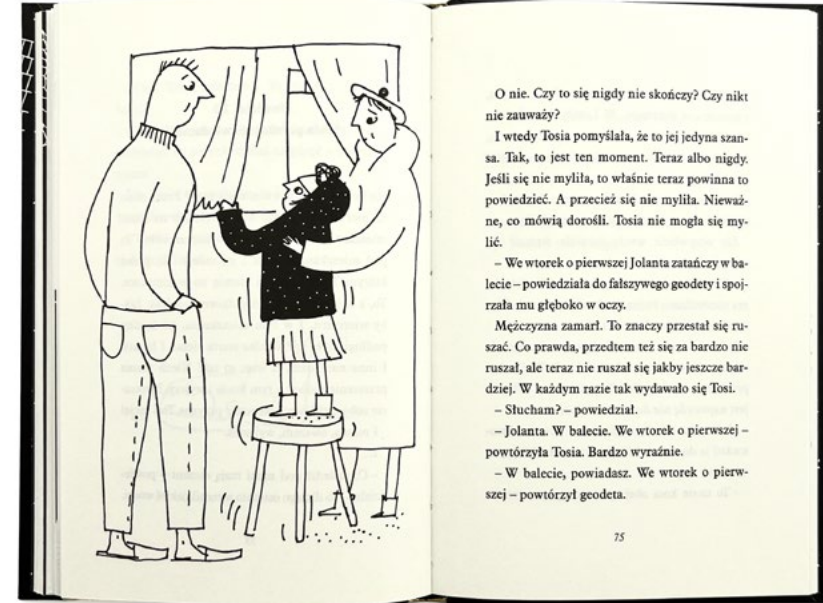 O nie. Czy to się nigdy nie skończy? Czy nikt
nie zauważy?
I wtedy Tosia pomyślała, że to jej jedyna szan-
sa. Tak, to jest ten moment. Teraz albo nigdy.
Jeśli się nie myliła, to właśnie teraz powinna to
powiedzieć. A przecież się nie myliła. Nieważ-
ne, co mówią dorośli. Tosia nie mogła się my-
lić.
– We wtorek o pierwszej Jolanta zatańczy w ba-
lecie – powiedziała do fałszywego geodety i spoj-
rzała mu głęboko w oczy.
Mężczyzna zamarł. To znaczy przestał się ru-
szać. Co prawda, przedtem też się za bardzo nie
ruszał, ale teraz nie ruszał się jakby jeszcze bar-
dziej. W każdym razie tak wydawało się Tosi.
– Słucham? – powiedział.
– Jolanta. W balecie. We wtorek o pierwszej –
powtórzyła Tosia. Bardzo wyraźnie.
– W balecie, powiadasz. We wtorek o pierw-
szej – powtórzył geodeta.
75